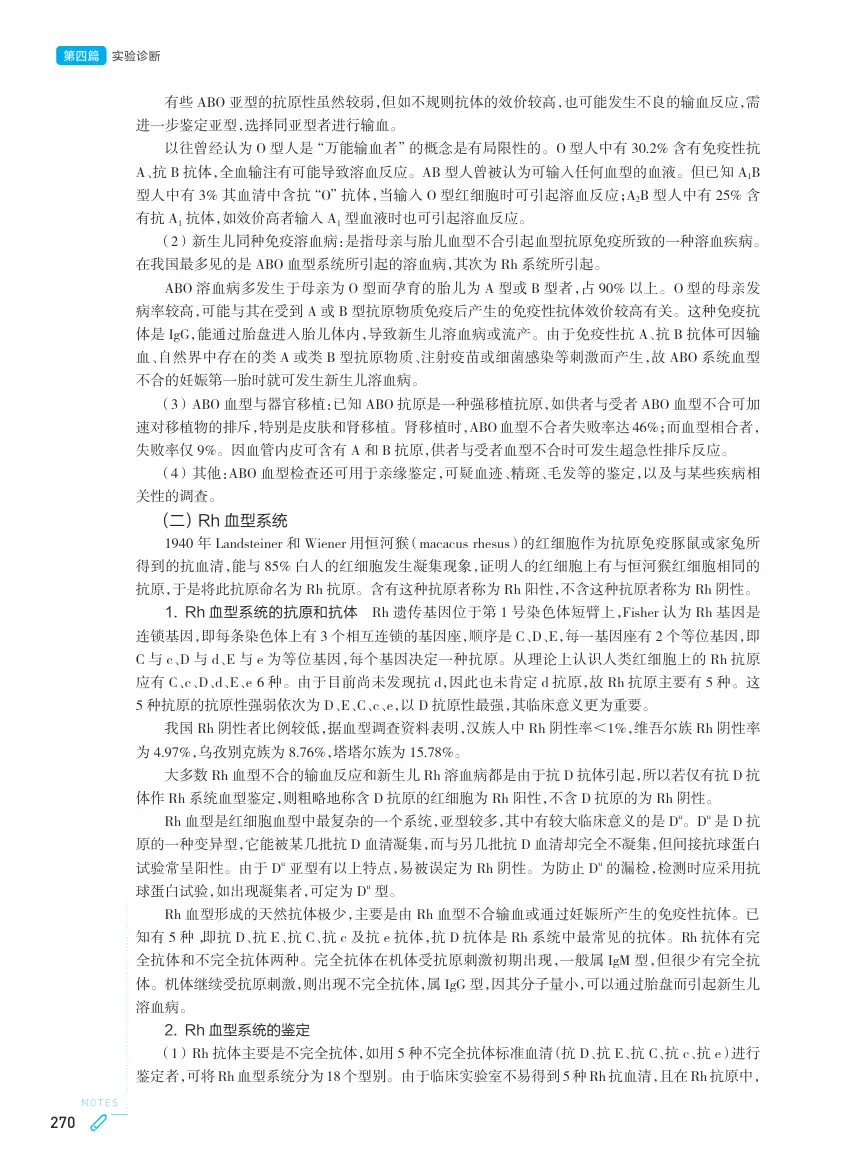 第四篇 实验诊断
有些 ABO 亚型的抗原性虽然较弱,但如不规则抗体的效价较高,也可能发生不良的输血反应,需
进一步鉴定亚型,选择同亚型者进行输血。
以往曾经认为 O 型人是“万能输血者”的概念是有局限性的。O 型人中有 30.2% 含有免疫性抗
A、抗 B 抗体,全血输注有可能导致溶血反应。AB 型人曾被认为可输入任何血型的血液。但已知 A₁B
型人中有 3% 其血清中含抗“O”抗体,当输入 O 型红细胞时可引起溶血反应;A₂B 型人中有 25% 含
有抗 A₁ 抗体,如效价高者输入 A₁ 型血液时也可引起溶血反应。
(2)新生儿同种免疫溶血病:是指母亲与胎儿血型不合引起血型抗原免疫所致的一种溶血疾病。
在我国最多见的是 ABO 血型系统所引起的溶血病,其次为 Rh 系统所引起。
ABO 溶血病多发生于母亲为 O 型而孕育的胎儿为 A 型或 B 型者,占 90% 以上。O 型的母亲发
病率较高,可能与其在受到 A 或 B 型抗原物质免疫后产生的免疫性抗体效价较高有关。这种免疫抗
体是 IgG,能通过胎盘进入胎儿体内,导致新生儿溶血病或流产。由于免疫性抗 A、抗 B 抗体可因输
血、自然界中存在的类 A 或类 B 型抗原物质、注射疫苗或细菌感染等刺激而产生,故 ABO 系统血型
不合的妊娠第一胎时就可发生新生儿溶血病。
(3)ABO 血型与器官移植:已知 ABO 抗原是一种强移植抗原,如供者与受者 ABO 血型不合可加
速对移植物的排斥,特别是皮肤和肾移植。肾移植时,ABO 血型不合者失败率达 46%;而血型相合者,
失败率仅 9%。因血管内皮可含有 A 和 B 抗原,供者与受者血型不合时可发生超急性排斥反应。
(4)其他:ABO 血型检查还可用于亲缘鉴定,可疑血迹、精斑、毛发等的鉴定,以及与某些疾病相
关性的调查。
(二)Rh 血型系统
1940 年 Landsteiner 和 Wiener 用恒河猴(macacus rhesus)的红细胞作为抗原免疫豚鼠或家兔所
得到的抗血清,能与 85% 白人的红细胞发生凝集现象,证明人的红细胞上有与恒河猴红细胞相同的
抗原,于是将此抗原命名为 Rh 抗原。含有这种抗原者称为 Rh 阳性,不含这种抗原者称为 Rh 阴性。
1. Rh 血型系统的抗原和抗体 Rh 遗传基因位于第 1 号染色体短臂上,Fisher 认为 Rh 基因是
连锁基因,即每条染色体上有 3 个相互连锁的基因座,顺序是 C、D、E,每一基因座有 2 个等位基因,即
C 与 c、D 与 d、E 与 e 为等位基因,每个基因决定一种抗原。从理论上认识人类红细胞上的 Rh 抗原
应有 C、c、D、d、E、e 6 种。由于目前尚未发现抗 d,因此也未肯定 d 抗原,故 Rh 抗原主要有 5 种。这
5 种抗原的抗原性强弱依次为 D、E、C、c、e,以 D 抗原性最强,其临床意义更为重要。
我国 Rh 阴性者比例较低,据血型调查资料表明,汉族人中 Rh 阴性率<1%,维吾尔族 Rh 阴性率
为 4.97%,乌孜别克族为 8.76%,塔塔尔族为 15.78%。
大多数 Rh 血型不合的输血反应和新生儿 Rh 溶血病都是由于抗 D 抗体引起,所以若仅有抗 D 抗
体作 Rh 系统血型鉴定,则粗略地称含 D 抗原的红细胞为 Rh 阳性,不含 D 抗原的为 Rh 阴性。
Rh 血型是红细胞血型中最复杂的一个系统,亚型较多,其中有较大临床意义的是 Dᵘ。Dᵘ 是 D 抗
原的一种变异型,它能被某几批抗 D 血清凝集,而与另几批抗 D 血清却完全不凝集,但间接抗球蛋白
试验常呈阳性。由于 Dᵘ 亚型有以上特点,易被误定为 Rh 阴性。为防止 Dᵘ 的漏检,检测时应采用抗
球蛋白试验,如出现凝集者,可定为 Dᵘ 型。
Rh 血型形成的天然抗体极少,主要是由 Rh 血型不合输血或通过妊娠所产生的免疫性抗体。已
知有 5 种,即抗 D、抗 E、抗 C、抗 c 及抗 e 抗体,抗 D 抗体是 Rh 系统中最常见的抗体。Rh 抗体有完
全抗体和不完全抗体两种。完全抗体在机体受抗原刺激初期出现,一般属 IgM 型,但很少有完全抗
体。机体继续受抗原刺激,则出现不完全抗体,属 IgG 型,因其分子量小,可以通过胎盘而引起新生儿
溶血病。
2. Rh 血型系统的鉴定
(1)Rh 抗体主要是不完全抗体,如用 5 种不完全抗体标准血清(抗 D、抗 E、抗 C、抗 c、抗 e)进行
鉴定者,可将 Rh 血型系统分为 18 个型别。由于临床实验室不易得到 5 种 Rh 抗血清,且在 Rh 抗原中,
NOTES
270